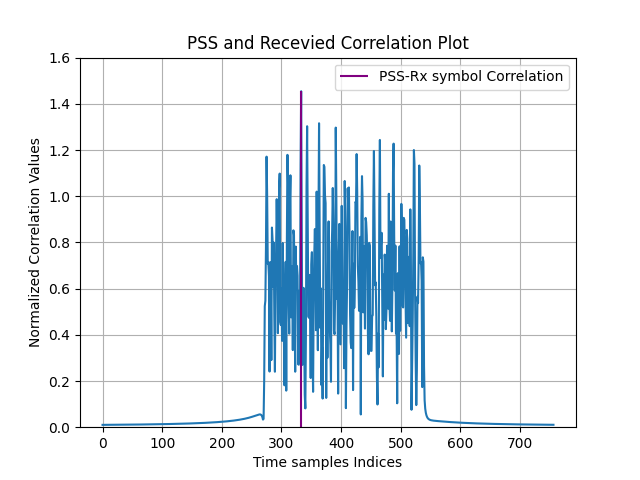 PSS and Recevied Correlation Plot
PSS-Rx symbol Correlation
Normalized Correlation Values
1.6
1.4
1.2
1.0
0.8
0.6
0.4
0.2
0.0
0 100 200 300 400 500 600 700
Time samples Indices